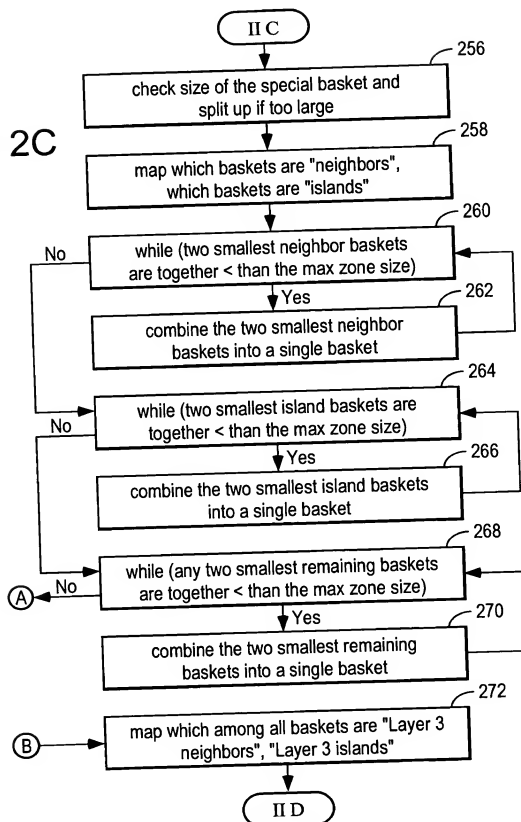 II C
256
check size of the special basket and
split up if too large
2C
258
map which baskets are "neighbors",
which baskets are "islands"
260
No
while (two smallest neighbor baskets
are together < than the max zone size)
Yes
262
combine the two smallest neighbor
baskets into a single basket
264
No
while (two smallest island baskets are
together < than the max zone size)
Yes
266
combine the two smallest island baskets
into a single basket
268
A
No
while (any two smallest remaining baskets
are together < than the max zone size)
Yes
270
combine the two smallest remaining
baskets into a single basket
272
B
map which among all baskets are "Layer 3
neighbors", "Layer 3 islands"
II D